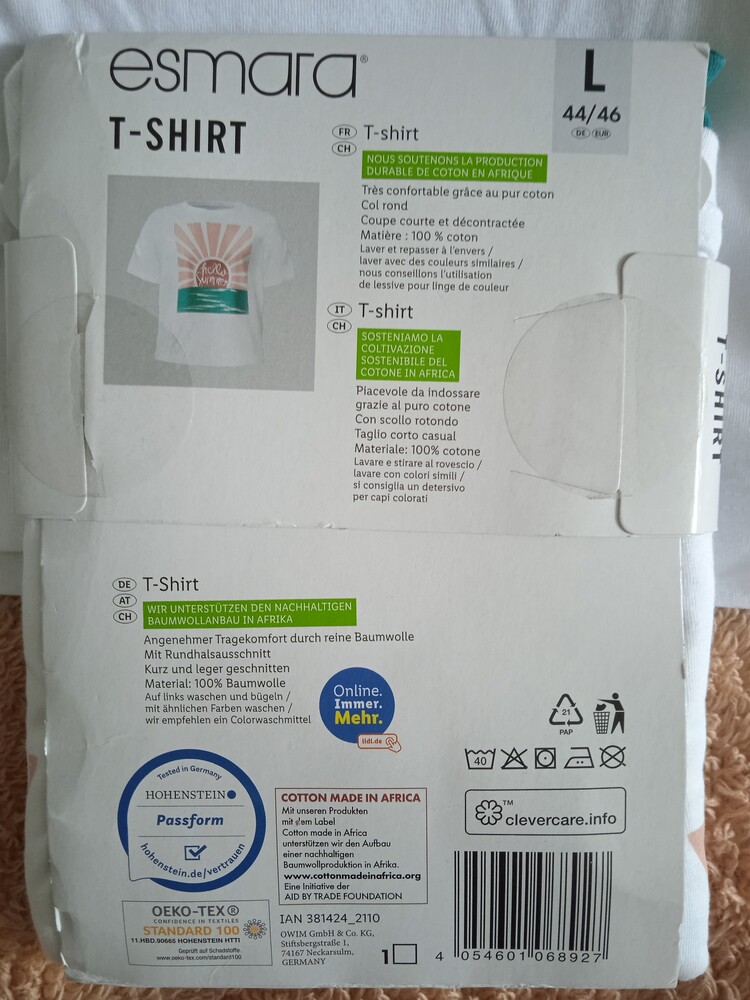 esmara®
T-SHIRT
L
44/46
DE EUR
hello
summer
FR
CH
T-shirt
NOUS SOUTENONS LA PRODUCTION
DURABLE DE COTON EN AFRIQUE
Très confortable grâce au pur coton
Col rond
Coupe courte et décontractée
Matière : 100 % coton
Laver et repasser à l'envers /
laver avec des couleurs similaires /
nous conseillons l'utilisation
de lessive pour linge de couleur
IT
CH
T-shirt
SOSTENIAMO LA
COLTIVAZIONE
SOSTENIBILE DEL
COTONE IN AFRICA
Piacevole da indossare
grazie al puro cotone
Con scollo rotondo
Taglio corto casual
Materiale: 100% cotone
Lavare e stirare al rovescio /
lavare con colori simili /
si consiglia un detersivo
per capi colorati
T-SHIRT
DE
AT
CH
T-Shirt
WIR UNTERSTÜTZEN DEN NACHHALTIGEN
BAUMWOLLANBAU IN AFRIKA
Angenehmer Tragekomfort durch reine Baumwolle
Mit Rundhalsausschnitt
Kurz und leger geschnitten
Material: 100% Baumwolle
Auf links waschen und bügeln /
mit ähnlichen Farben waschen /
wir empfehlen ein Colorwaschmittel
Online.
Immer.
Mehr.
lidl.de
21
PAP
40
Tested in Germany
HOHENSTEIN
Passform
hohenstein.de/vertrauen
COTTON MADE IN AFRICA
Mit unseren Produkten
mit dem Label
Cotton made in Africa
unterstützen wir den Aufbau
einer nachhaltigen
Baumwollproduktion in Afrika.
www.cottonmadeinafrica.org
Eine Initiative der
AID BY TRADE FOUNDATION
TM
clevercare.info
OEKO-TEX®
CONFIDENCE IN TEXTILES
STANDARD 100
11.HBD.90665 HOHENSTEIN HTTI
Geprüft auf Schadstoffe.
www.oeko-tex.com/standard100
IAN 381424_2110
OWIM GmbH & Co. KG,
Stiftsbergstraße 1,
74167 Neckarsulm,
GERMANY
1
4 054601 068927